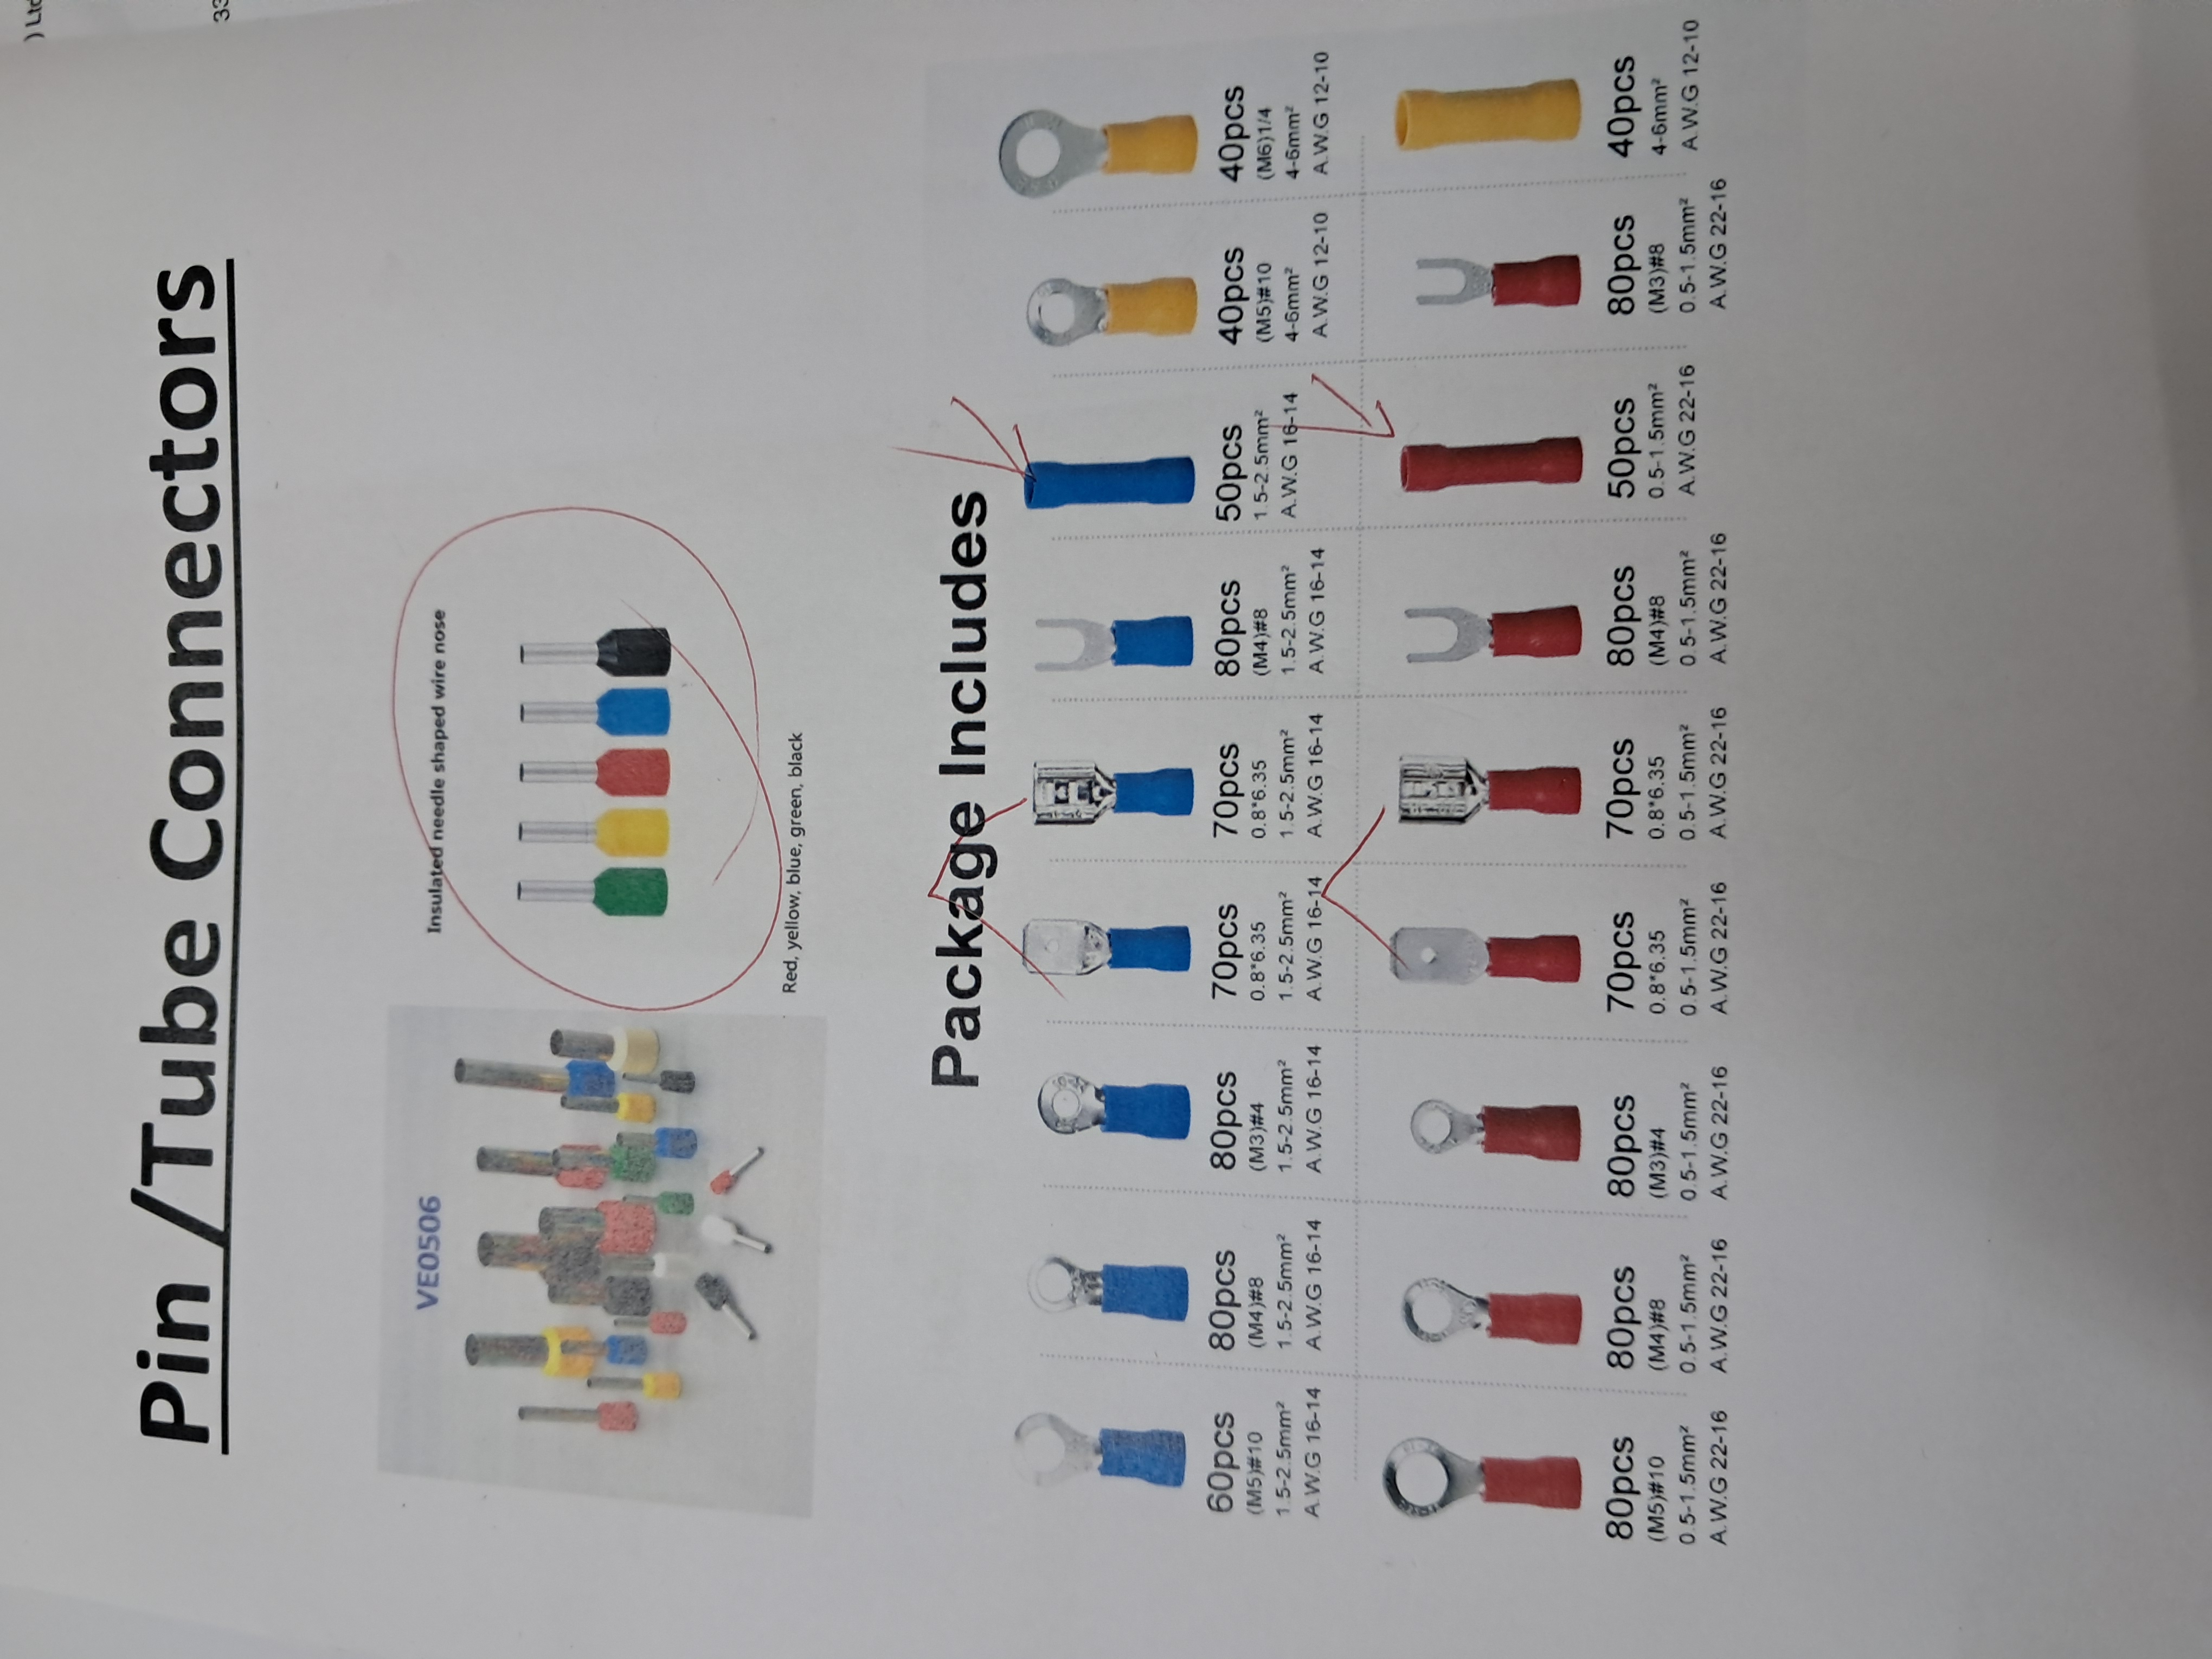 ) Ltd
Pin /Tube Connectors
33
VE0506
Insulated needle shaped wire nose
Red, yellow, blue, green, black
Package Includes
60pcs
(M5)#10
1.5-2.5mm²
A.W.G 16-14
80pcs
(M4)#8
1.5-2.5mm²
A.W.G 16-14
80pcs
(M3)#4
1.5-2.5mm²
A.W.G 16-14
70pcs
0.8*6.35
1.5-2.5mm²
A.W.G 16-14
70pcs
0.8*6.35
1.5-2.5mm²
A.W.G 16-14
80pcs
(M4)#8
1.5-2.5mm²
A.W.G 16-14
50pcs
1.5-2.5mm²
A.W.G 16-14
40pcs
(M5)#10
4-6mm²
A.W.G 12-10
40pcs
(M6)1/4
4-6mm²
A.W.G 12-10
80pcs
(M5)#10
0.5-1.5mm²
A.W.G 22-16
80pcs
(M4)#8
0.5-1.5mm²
A.W.G 22-16
80pcs
(M3)#4
0.5-1.5mm²
A.W.G 22-16
70pcs
0.8*6.35
0.5-1.5mm²
A.W.G 22-16
70pcs
0.8*6.35
0.5-1.5mm²
A.W.G 22-16
80pcs
(M4)#8
0.5-1.5mm²
A.W.G 22-16
50pcs
0.5-1.5mm²
A.W.G 22-16
80pcs
(M3)#8
0.5-1.5mm²
A.W.G 22-16
40pcs
4-6mm²
A.W.G 12-10